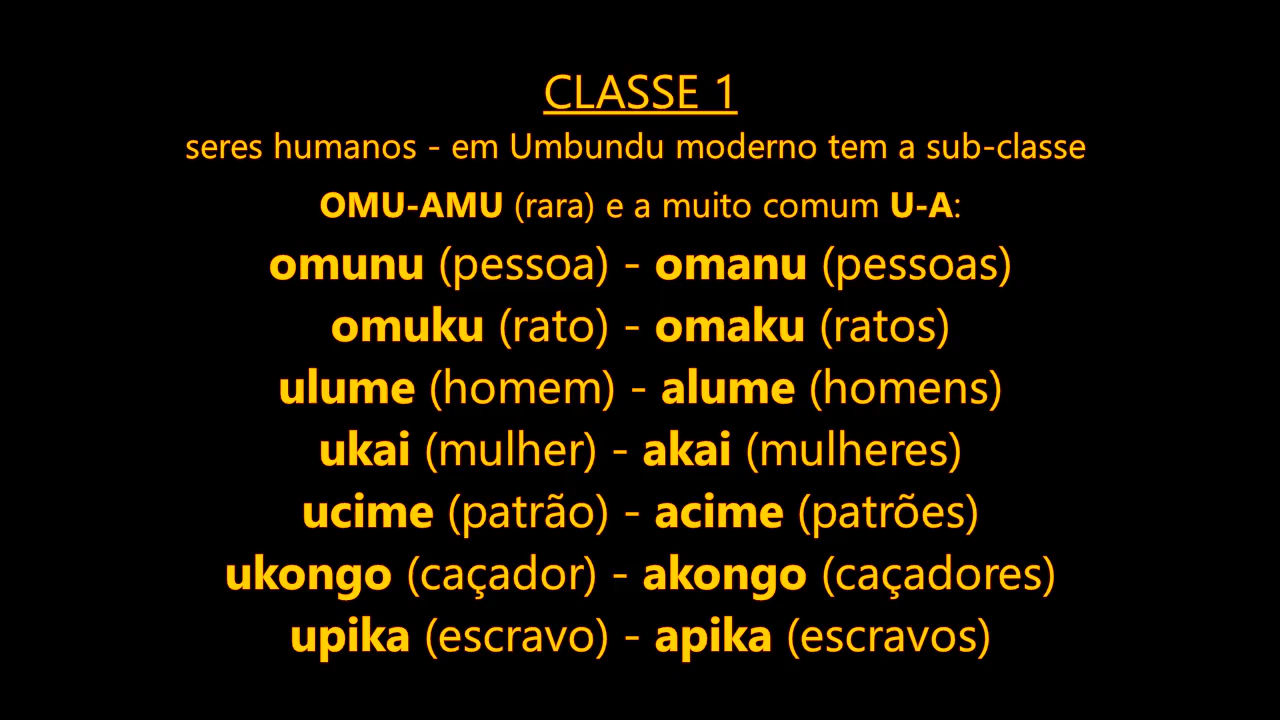 CLASSE 1
seres humanos - em Umbundu moderno tem a sub-classe
OMU-AMU (rara) e a muito comum U-A:
omunu (pessoa) - omanu (pessoas)
omuku (rato) - omaku (ratos)
ulume (homem) - alume (homens)
ukai (mulher) - akai (mulheres)
ucime (patrão) - acime (patrões)
ukongo (caçador) - akongo (caçadores)
upika (escravo) - apika (escravos)